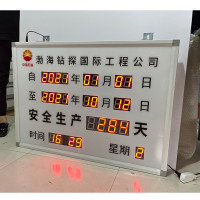 渤海钻探国际工程公司
自 2021 年 01 月 01 日
至 2021 年 10 月 12 日
安全生产 284 天
时间 16 29 星期 2